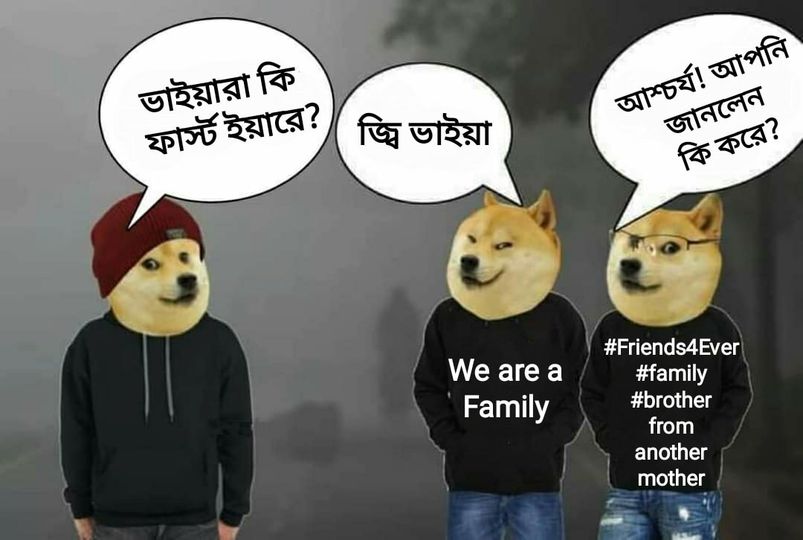 ভাইয়ারা কি
ফার্স্ট ইয়ারে?
জ্বি ভাইয়া
আশ্চর্য! আপনি
জানলেন
কি করে?
We are a
Family
#Friends4Ever
#family
#brother
from
another
mother